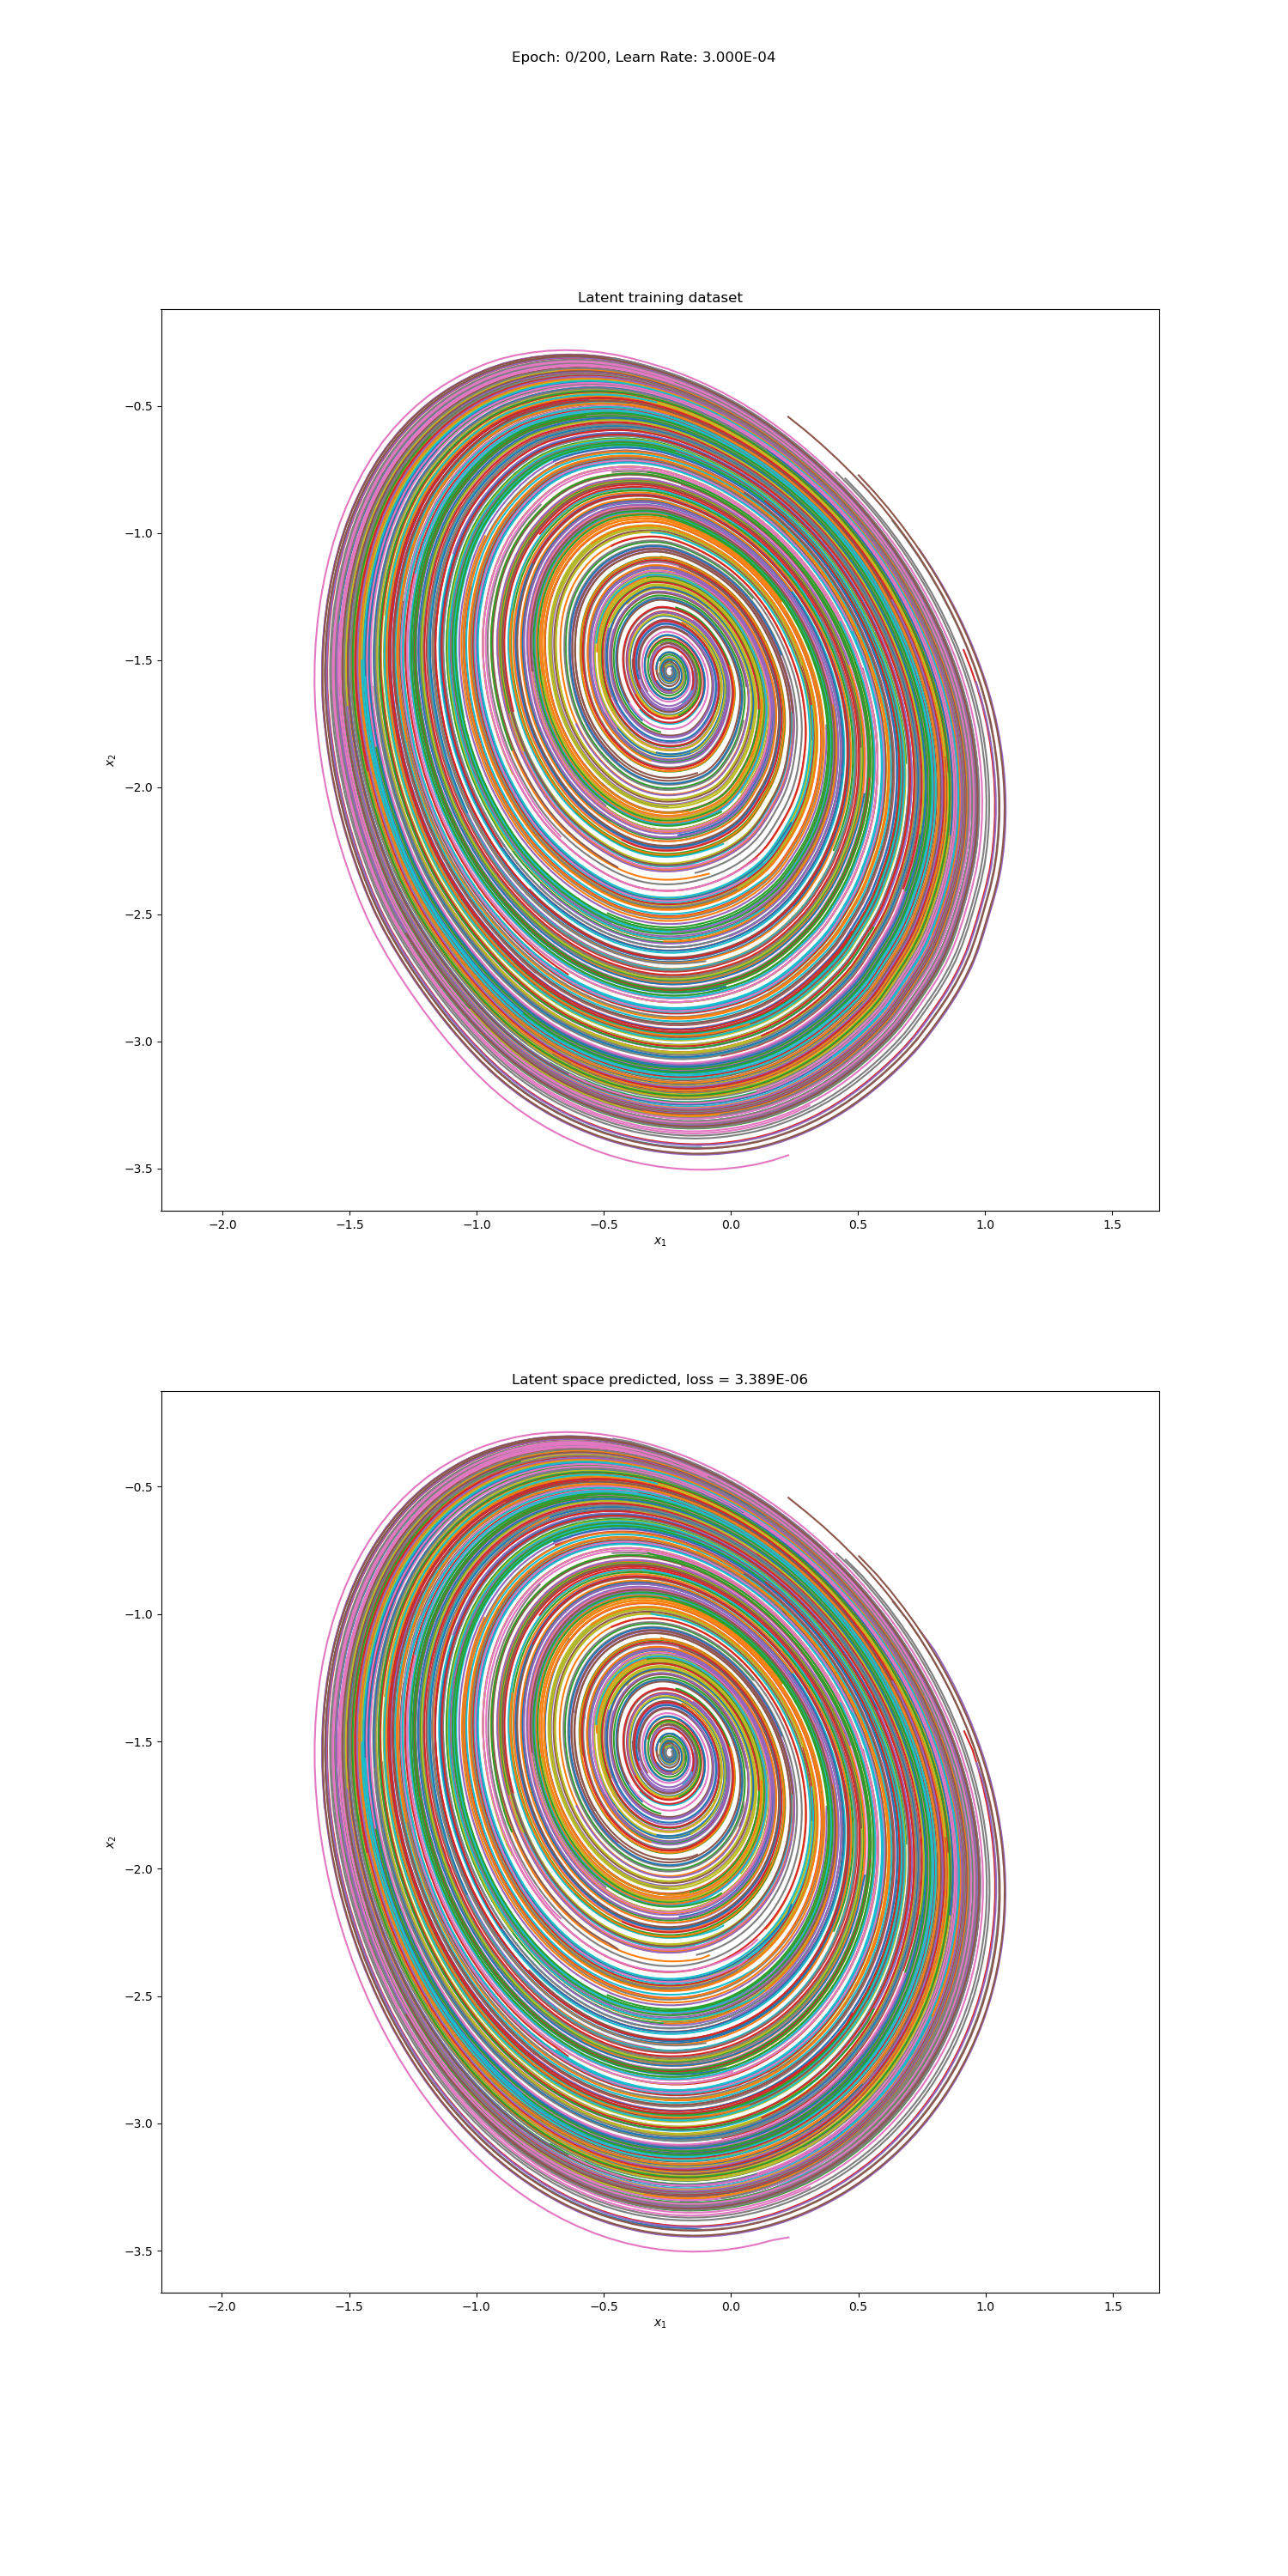 Epoch: 0/200, Learn Rate: 3.000E-04
Latent training dataset
−0.5
−1.0
−1.5
−2.0
−2.5
−3.0
−3.5
x₂
−2.0 −1.5 −1.0 −0.5 0.0 0.5 1.0 1.5
x₁
Latent space predicted, loss = 3.389E-06
−0.5
−1.0
−1.5
−2.0
−2.5
−3.0
−3.5
x₂
−2.0 −1.5 −1.0 −0.5 0.0 0.5 1.0 1.5
x₁